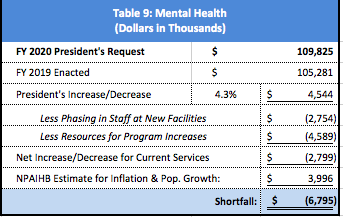 Table 9: Mental Health
(Dollars in Thousands)
FY 2020 President's Request $ 109,825
FY 2019 Enacted $ 105,281
President's Increase/Decrease 4.3% $ 4,544
Less Phasing in Staff at New Facilities $ (2,754)
Less Resources for Program Increases $ (4,589)
Net Increase/Decrease for Current Services $ (2,799)
NPAIHB Estimate for Inflation & Pop. Growth: $ 3,996
Shortfall: $ (6,795)